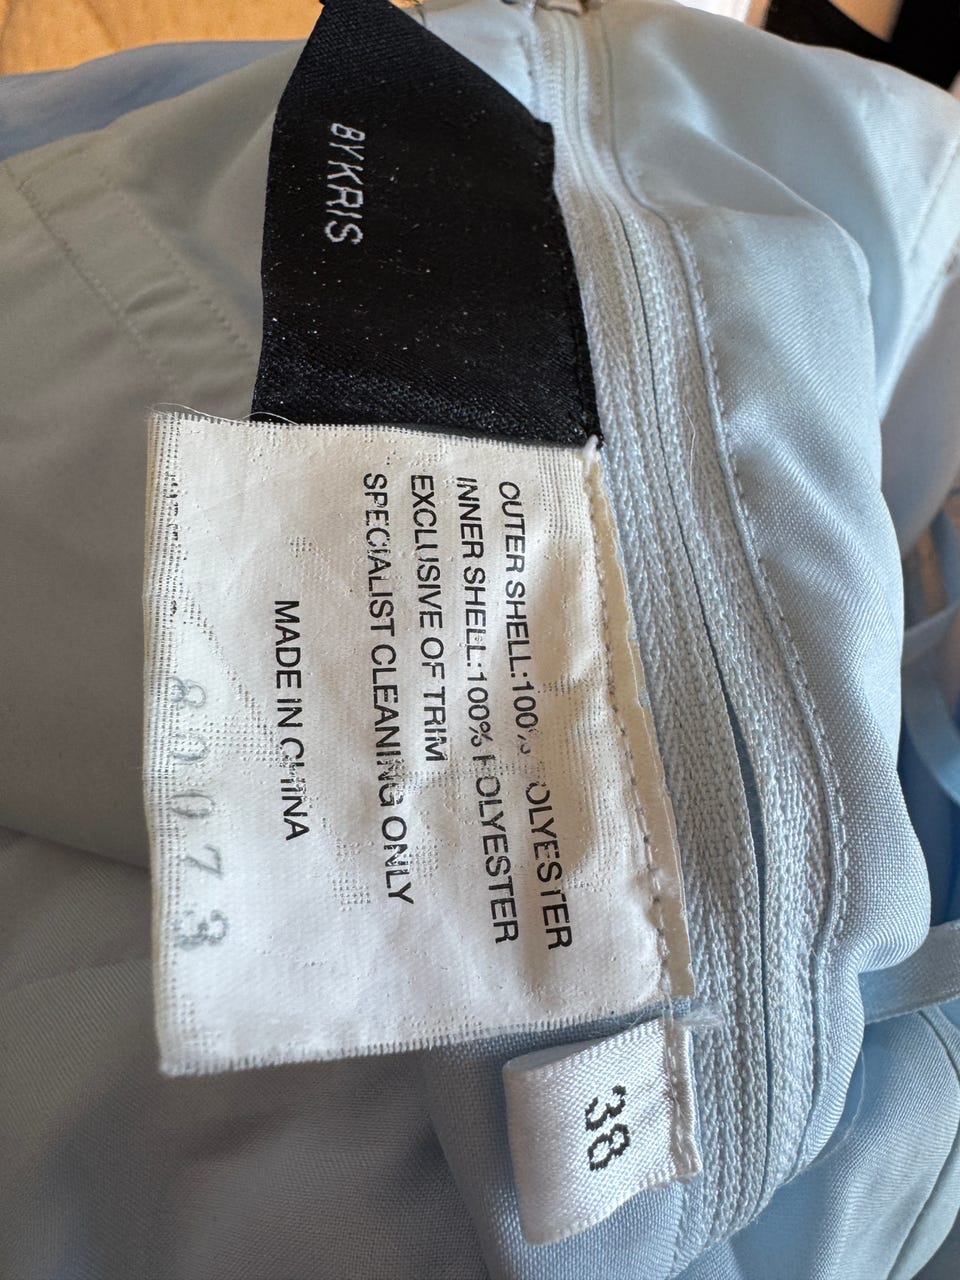 BYKRIS
OUTER SHELL:100% POLYESTER
INNER SHELL:100% POLYESTER
EXCLUSIVE OF TRIM
SPECIALIST CLEANING ONLY
MADE IN CHINA
80073
38